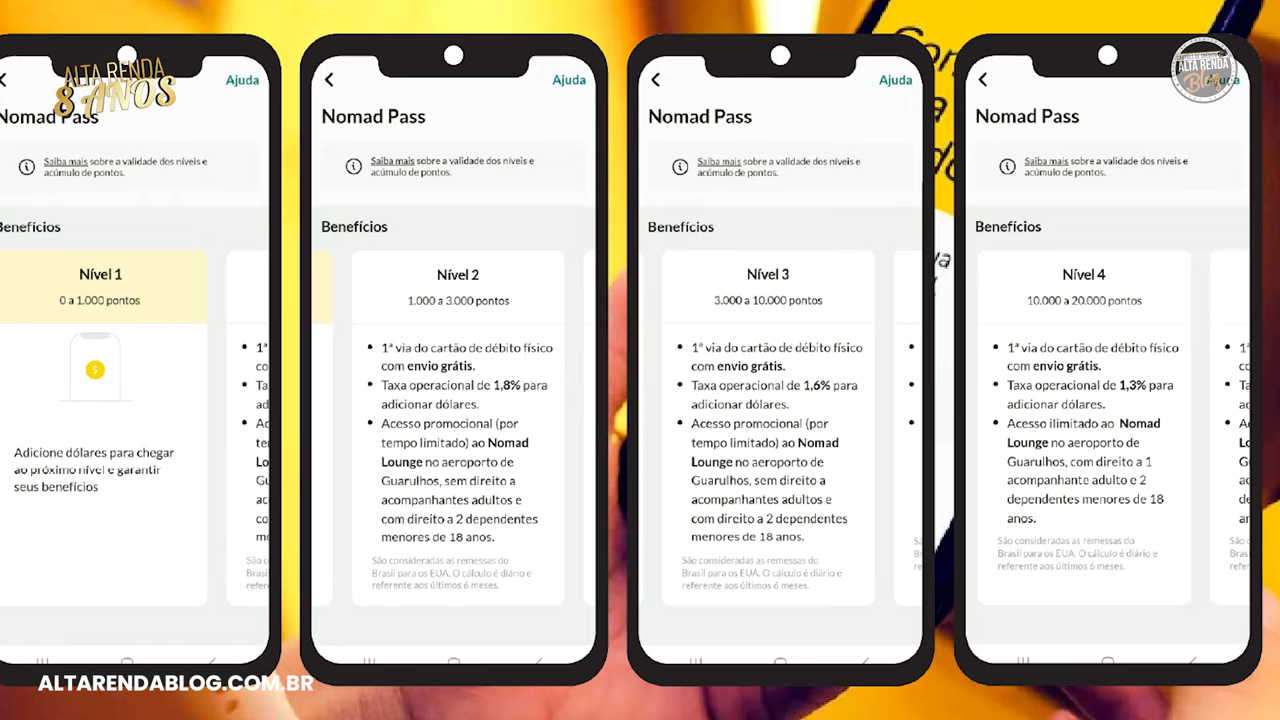 ALTA RENDA
8 ANOS
Ajuda
Nomad Pass
Saiba mais sobre a validade dos níveis e
acúmulo de pontos.
Benefícios
Nível 1
0 a 1.000 pontos
$
Adicione dólares para chegar
ao próximo nível e garantir
seus benefícios
Ajuda
Nomad Pass
Saiba mais sobre a validade dos níveis e
acúmulo de pontos.
Benefícios
Nível 2
1.000 a 3.000 pontos
• 1ª via do cartão de débito físico
com envio grátis.
• Taxa operacional de 1,8% para
adicionar dólares.
• Acesso promocional (por
tempo limitado) ao Nomad
Lounge no aeroporto de
Guarulhos, sem direito a
acompanhantes adultos e
com direito a 2 dependentes
menores de 18 anos.
São consideradas as remessas do
Brasil para os EUA. O cálculo é diário e
referente aos últimos 6 meses.
Ajuda
Nomad Pass
Saiba mais sobre a validade dos níveis e
acúmulo de pontos.
Benefícios
Nível 3
3.000 a 10.000 pontos
• 1ª via do cartão de débito físico
com envio grátis.
• Taxa operacional de 1,6% para
adicionar dólares.
• Acesso promocional (por
tempo limitado) ao Nomad
Lounge no aeroporto de
Guarulhos, sem direito a
acompanhantes adultos e
com direito a 2 dependentes
menores de 18 anos.
São consideradas as remessas do
Brasil para os EUA. O cálculo é diário e
referente aos últimos 6 meses.
ALTA RENDA
Blog
Nomad Pass
Saiba mais sobre a validade dos níveis e
acúmulo de pontos.
Benefícios
Nível 4
10.000 a 20.000 pontos
• 1ª via do cartão de débito físico
com envio grátis.
• Taxa operacional de 1,3% para
adicionar dólares.
• Acesso ilimitado ao Nomad
Lounge no aeroporto de
Guarulhos, com direito a 1
acompanhante adulto e 2
dependentes menores de 18
anos.
São consideradas as remessas do
Brasil para os EUA. O cálculo é diário e
referente aos últimos 6 meses.
ALTARENDABLOG.COM.BR